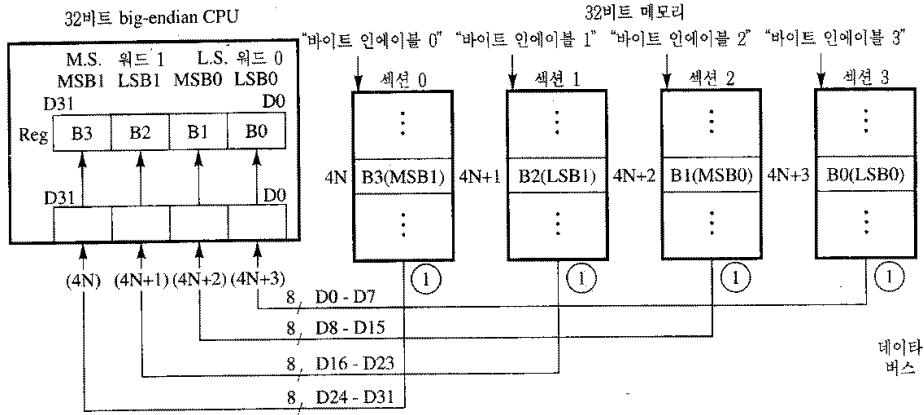 32비트 big-endian CPU
32비트 메모리
"바이트 인에이블 0" "바이트 인에이블 1" "바이트 인에이블 2" "바이트 인에이블 3"
M.S. 워드 1 L.S. 워드 0
MSB1 LSB1 MSB0 LSB0
섹션 0 섹션 1 섹션 2 섹션 3
D31 D0
Reg B3 B2 B1 B0
4N B3(MSB1) 4N+1 B2(LSB1) 4N+2 B1(MSB0) 4N+3 B0(LSB0)
D31 D0
(4N) (4N+1) (4N+2) (4N+3)
1 1 1 1
8 D0 - D7
8 D8 - D15
8 D16 - D23
8 D24 - D31
데이타
버스